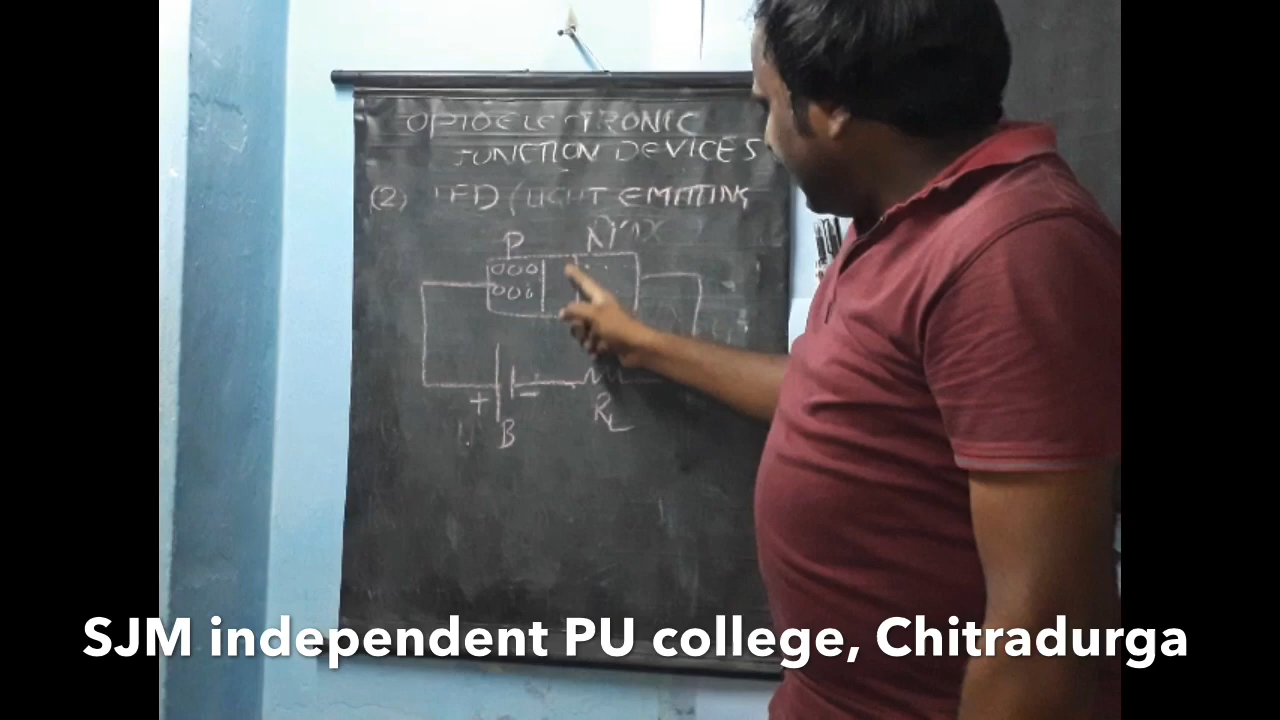 OPTOELECTRONIC
JUNCTION DEVICES
(2) LED (LIGHT EMITTING
P N
+ -
B RL
SJM independent PU college, Chitradurga